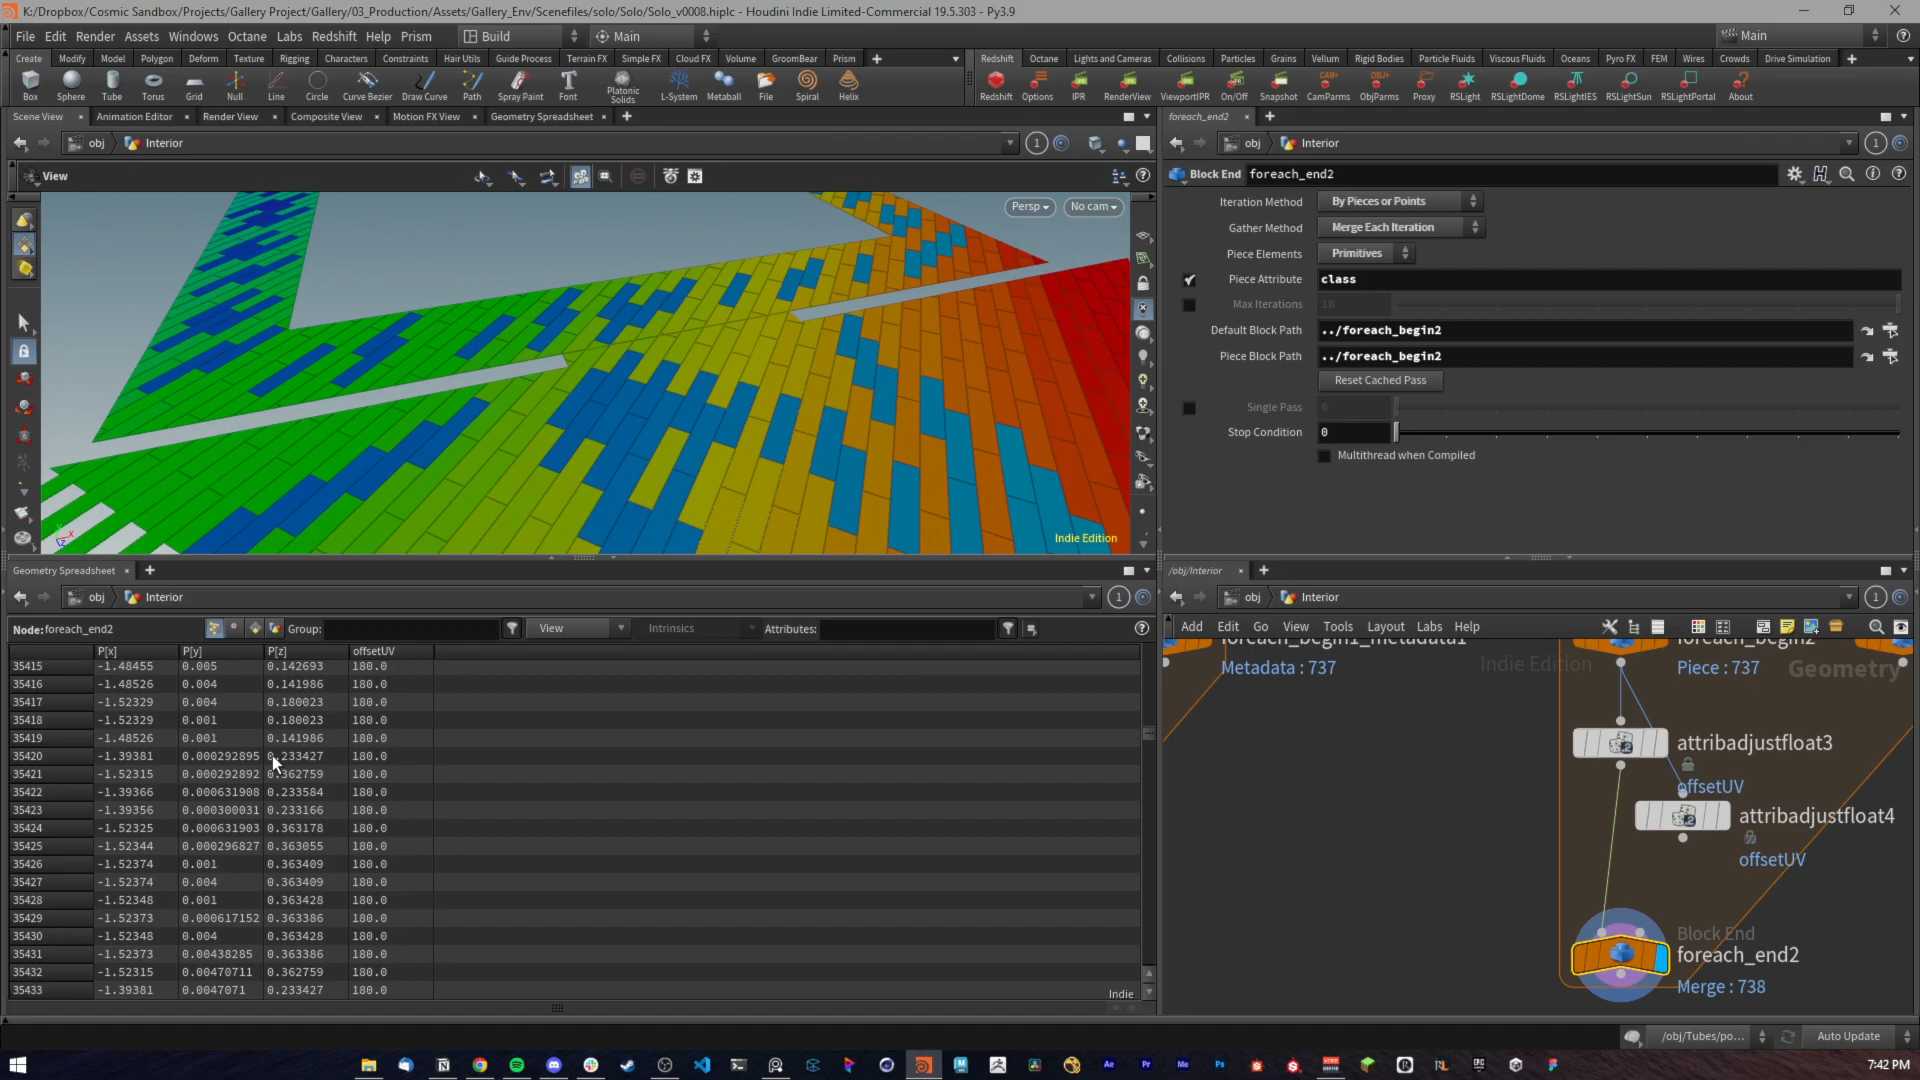 K:/Dropbox/Cosmic Sandbox/Projects/Gallery Project/Gallery/03_Production/Assets/Gallery_Env/Scenefiles/solo/Solo/Solo_v0008.hiplc - Houdini Indie Limited-Commercial 19.5.303 - Py3.9
File Edit Render Assets Windows Octane Labs Redshift Help Prism Build Main Main
Create Modify Model Polygon Deform Texture Rigging Characters Constraints Hair Utils Guide Process Terrain FX Simple FX Cloud FX Volume GroomBear Prism
Redshift Octane Lights and Cameras Collisions Particles Grains Vellum Rigid Bodies Particle Fluids Viscous Fluids Oceans Pyro FX FEM Wires Crowds Drive Simulation
CAM+ OBJ+
Box Sphere Tube Torus Grid Null Line Circle Curve Bezier Draw Curve Path Spray Paint Font Platonic Solids L-System Metaball File Spiral Helix
Redshift Options IPR RenderView ViewportIPR On/Off Snapshot CamParms ObjParms Proxy RSLight RSLightDome RSLightIES RSLightSun RSLightPortal About
Scene View Animation Editor Render View Composite View Motion FX View Geometry Spreadsheet
obj Interior 1
View
Persp No cam
Indie Edition
foreach_end2
obj Interior 1
Block End foreach_end2
Iteration Method By Pieces or Points
Gather Method Merge Each Iteration
Piece Elements Primitives
Piece Attribute class
Max Iterations 10
Default Block Path ../foreach_begin2
Piece Block Path ../foreach_begin2
Reset Cached Pass
Single Pass 0
Stop Condition 0
Multithread when Compiled
Geometry Spreadsheet
obj Interior 1
Node:foreach_end2 Group: View Intrinsics Attributes:
P[x] P[y] P[z] offsetUV
35415 -1.48455 0.005 0.142693 180.0
35416 -1.48526 0.004 0.141986 180.0
35417 -1.52329 0.004 0.180023 180.0
35418 -1.52329 0.001 0.180023 180.0
35419 -1.48526 0.001 0.141986 180.0
35420 -1.39381 0.000292895 0.233427 180.0
35421 -1.52315 0.000292892 0.362759 180.0
35422 -1.39366 0.000631908 0.233584 180.0
35423 -1.39356 0.000300031 0.233166 180.0
35424 -1.52325 0.000631903 0.363178 180.0
35425 -1.52344 0.000296827 0.363055 180.0
35426 -1.52374 0.001 0.363409 180.0
35427 -1.52374 0.004 0.363409 180.0
35428 -1.52348 0.001 0.363428 180.0
35429 -1.52373 0.000617152 0.363386 180.0
35430 -1.52348 0.004 0.363428 180.0
35431 -1.52373 0.00438285 0.363386 180.0
35432 -1.52315 0.00470711 0.362759 180.0
35433 -1.39381 0.0047071 0.233427 180.0
Indie
/obj/Interior
obj Interior 1
Add Edit Go View Tools Layout Labs Help
foreach_begin1_metadata1
Metadata : 737
Indie Edition
foreach_begin2
Piece : 737
Geometry
attribadjustfloat3
offsetUV
attribadjustfloat4
offsetUV
Block End
foreach_end2
Merge : 738
/obj/Tubes/po... Auto Update
Ae Pr Me Ps
7:42 PM